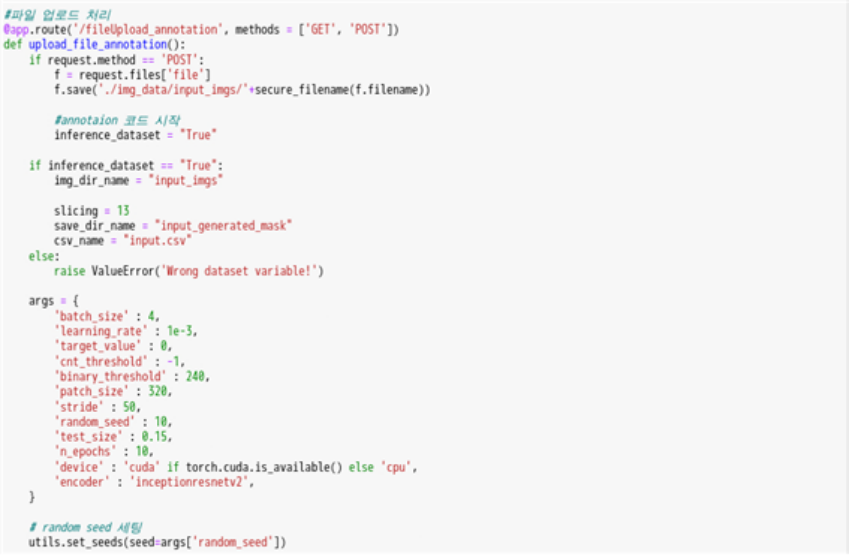 #파일 업로드 처리
@app.route('/fileUpload_annotation', methods = ['GET', 'POST'])
def upload_file_annotation():
    if request.method == 'POST':
        f = request.files['file']
        f.save('./img_data/input_imgs/'+secure_filename(f.filename))
        #annotaion 코드 시작
        inference_dataset = "True"
    if inference_dataset == "True":
        img_dir_name = "input_imgs"
        slicing = 13
        save_dir_name = "input_generated_mask"
        csv_name = "input.csv"
    else:
        raise ValueError('Wrong dataset variable!')
    args = {
        'batch_size' : 4,
        'learning_rate' : 1e-3,
        'target_value' : 0,
        'cnt_threshold' : -1,
        'binary_threshold' : 240,
        'patch_size' : 320,
        'stride' : 50,
        'random_seed' : 10,
        'test_size' : 0.15,
        'n_epochs' : 10,
        'device' : 'cuda' if torch.cuda.is_available() else 'cpu',
        'encoder' : 'inceptionresnetv2',
    }
    # random seed 세팅
    utils.set_seeds(seed=args['random_seed'])